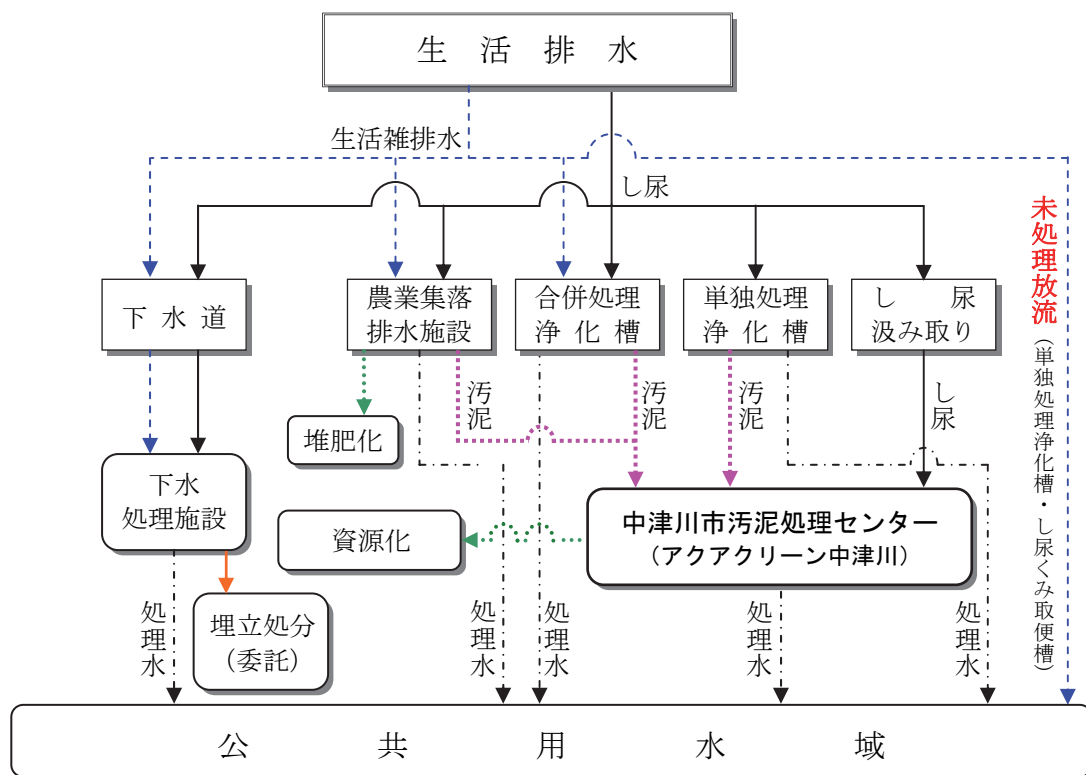 生活排水
生活雑排水
し尿
未処理放流
（単独処理浄化槽・し尿くみ取便槽）
下水道
農業集落
排水施設
合併処理
浄化槽
単独処理
浄化槽
し尿
汲み取り
汚泥
汚泥
汚泥
し尿
堆肥化
下水
処理施設
資源化
中津川市汚泥処理センター
（アクアクリーン中津川）
埋立処分
（委託）
処理水
処理水
処理水
処理水
処理水
公共用水域